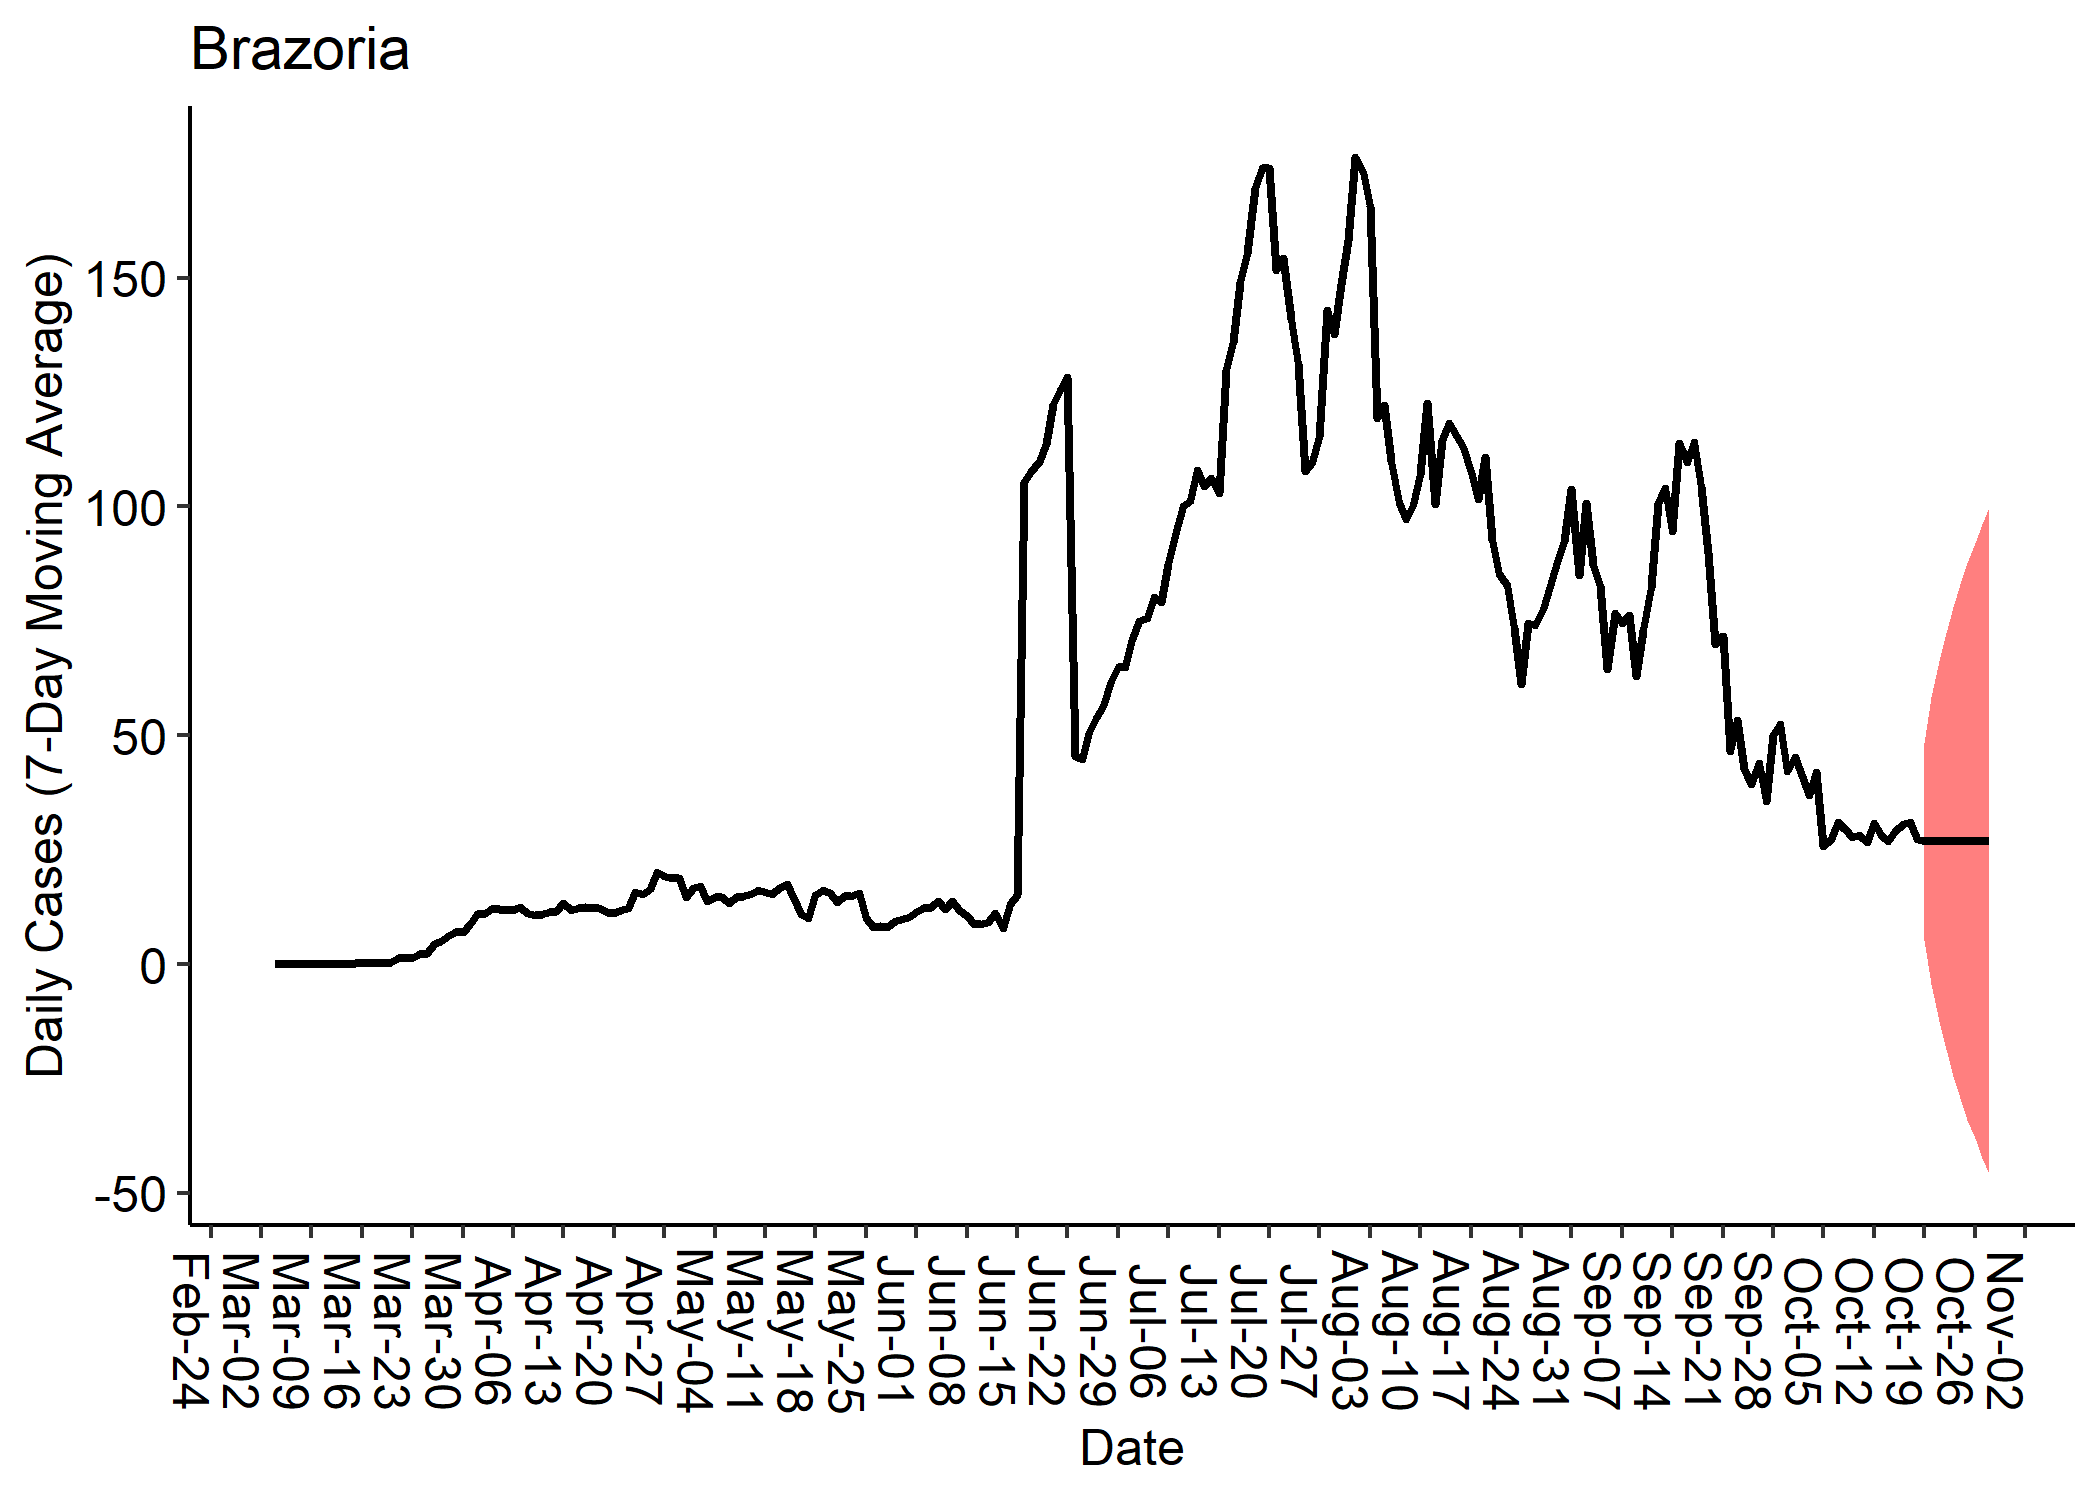 Brazoria
Daily Cases (7-Day Moving Average)
150
100
50
0
-50
Feb-24
Mar-02
Mar-09
Mar-16
Mar-23
Mar-30
Apr-06
Apr-13
Apr-20
Apr-27
May-04
May-11
May-18
May-25
Jun-01
Jun-08
Jun-15
Jun-22
Jun-29
Jul-06
Jul-13
Jul-20
Jul-27
Aug-03
Aug-10
Aug-17
Aug-24
Aug-31
Sep-07
Sep-14
Sep-21
Sep-28
Oct-05
Oct-12
Oct-19
Oct-26
Nov-02
Date